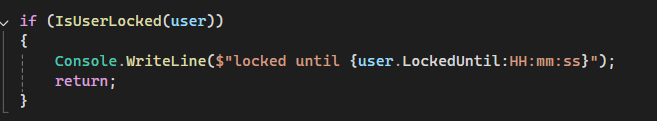 if (IsUserLocked(user))
{
    Console.WriteLine($"locked until {user.LockedUntil:HH:mm:ss}");
    return;
}